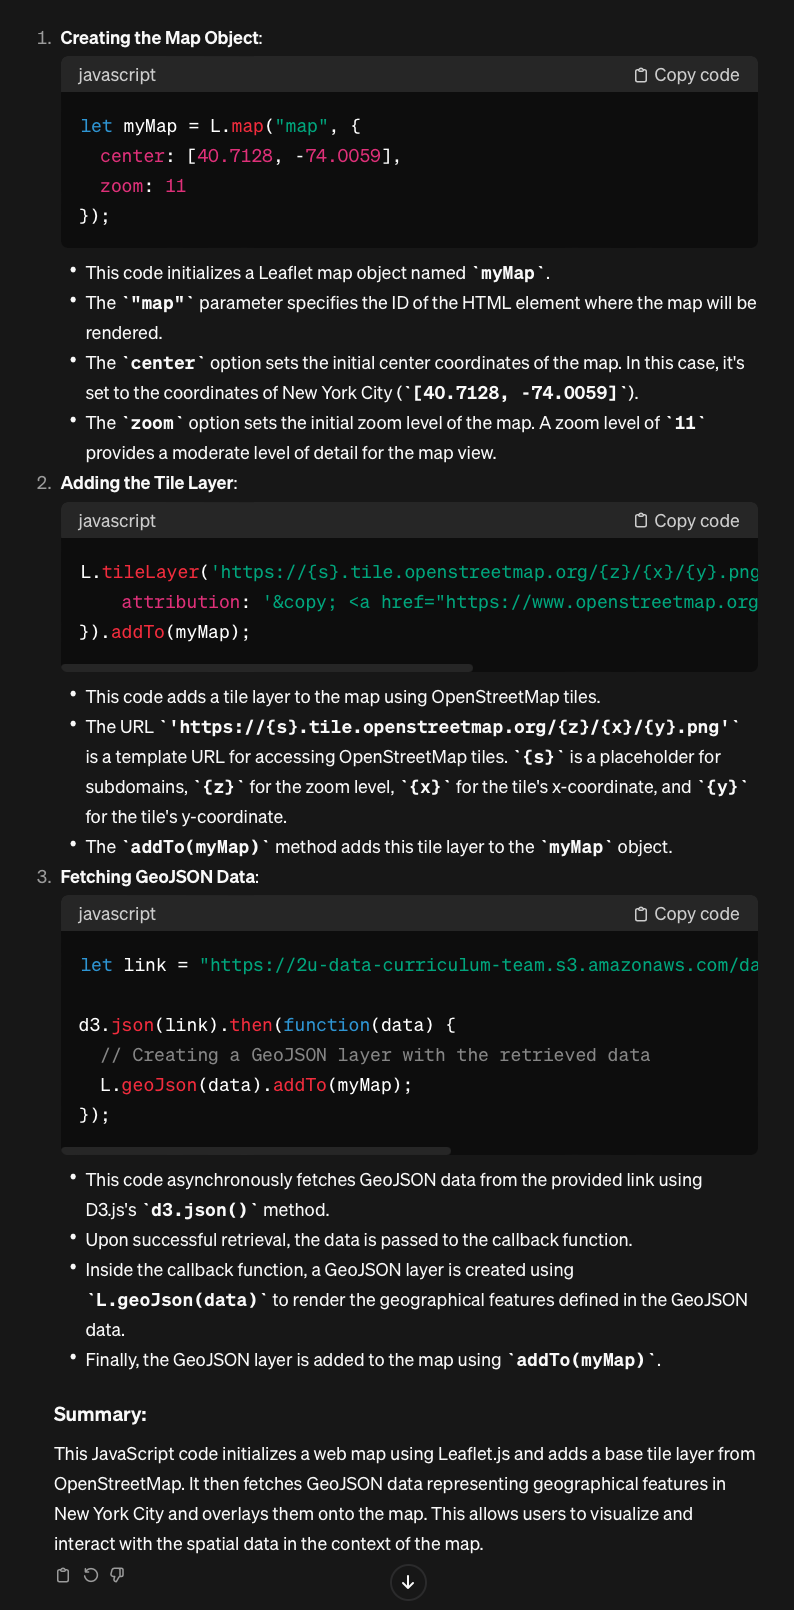 1. Creating the Map Object:
javascript Copy code
let myMap = L.map("map", {
  center: [40.7128, -74.0059],
  zoom: 11
});
• This code initializes a Leaflet map object named `myMap`.
• The `"map"` parameter specifies the ID of the HTML element where the map will be
rendered.
• The `center` option sets the initial center coordinates of the map. In this case, it's
set to the coordinates of New York City (`[40.7128, -74.0059]`).
• The `zoom` option sets the initial zoom level of the map. A zoom level of `11`
provides a moderate level of detail for the map view.
2. Adding the Tile Layer:
javascript Copy code
L.tileLayer('https://{s}.tile.openstreetmap.org/{z}/{x}/{y}.png
    attribution: '&copy; <a href="https://www.openstreetmap.org
}).addTo(myMap);
• This code adds a tile layer to the map using OpenStreetMap tiles.
• The URL `'https://{s}.tile.openstreetmap.org/{z}/{x}/{y}.png'`
is a template URL for accessing OpenStreetMap tiles. `{s}` is a placeholder for
subdomains, `{z}` for the zoom level, `{x}` for the tile's x-coordinate, and `{y}`
for the tile's y-coordinate.
• The `addTo(myMap)` method adds this tile layer to the `myMap` object.
3. Fetching GeoJSON Data:
javascript Copy code
let link = "https://2u-data-curriculum-team.s3.amazonaws.com/da
d3.json(link).then(function(data) {
  // Creating a GeoJSON layer with the retrieved data
  L.geoJson(data).addTo(myMap);
});
• This code asynchronously fetches GeoJSON data from the provided link using
D3.js's `d3.json()` method.
• Upon successful retrieval, the data is passed to the callback function.
• Inside the callback function, a GeoJSON layer is created using
`L.geoJson(data)` to render the geographical features defined in the GeoJSON
data.
• Finally, the GeoJSON layer is added to the map using `addTo(myMap)`.
Summary:
This JavaScript code initializes a web map using Leaflet.js and adds a base tile layer from
OpenStreetMap. It then fetches GeoJSON data representing geographical features in
New York City and overlays them onto the map. This allows users to visualize and
interact with the spatial data in the context of the map.